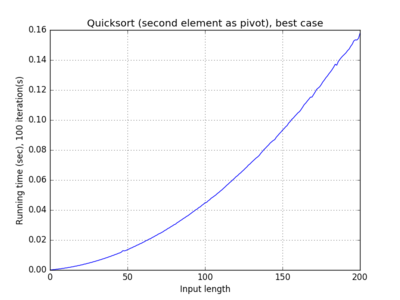 Quicksort (second element as pivot), best case
0.16
0.14
0.12
0.10
0.08
0.06
0.04
0.02
0.00
0 50 100 150 200
Running time (sec), 100 iteration(s)
Input length